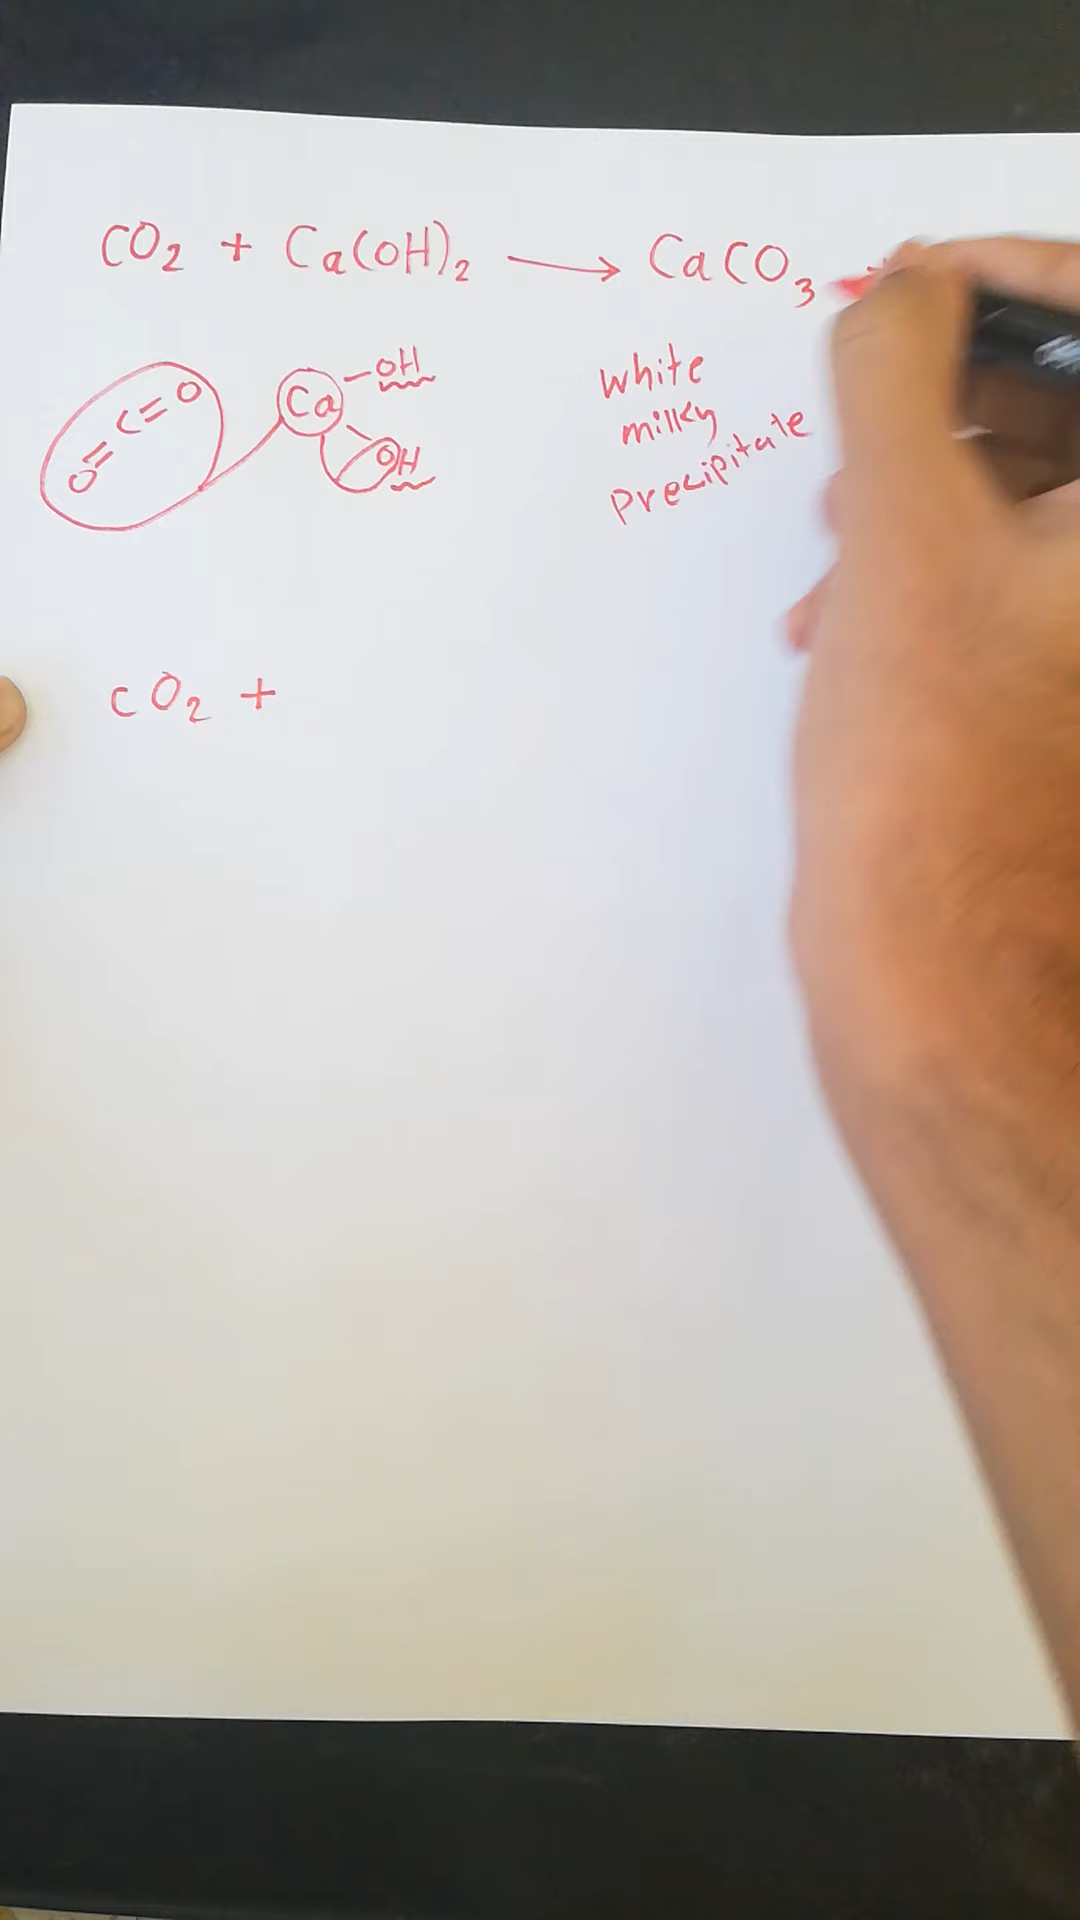 CO₂ + Ca(OH)₂ ⟶ CaCO₃ +
O=C=O Ca -OH
OH
white
milky
precipitate
CO₂ +